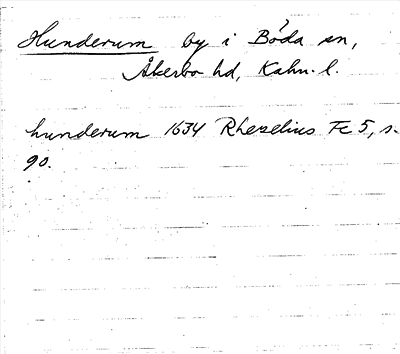 Hunderum by i Böda sn,
Åkerbo hd, Kalm. l.
hunderum 1634 Rhezelius Fc 5, s.
90.